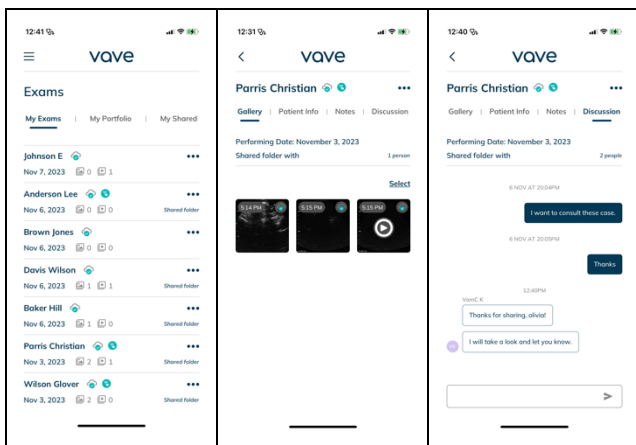 12:41
vave
Exams
My Exams | My Portfolio | My Shared
Johnson E
Nov 7, 2023 0 1
Anderson Lee
Nov 6, 2023 0 0 Shared folder
Brown Jones
Nov 6, 2023 0 0
Davis Wilson
Nov 6, 2023 1 1 Shared folder
Baker Hill
Nov 6, 2023 1 0 Shared folder
Parris Christian
Nov 3, 2023 2 1 Shared folder
Wilson Glover
Nov 3, 2023 2 0 Shared folder
12:31
vave
Parris Christian
Gallery | Patient Info | Notes | Discussion
Performing Date: November 3, 2023
Shared folder with 1 person
Select
5:14 PM 5:15 PM 5:15 PM
12:40
vave
Parris Christian
Gallery | Patient Info | Notes | Discussion
Performing Date: November 3, 2023
Shared folder with 2 people
6 NOV AT 20:04PM
I want to consult these case.
6 NOV AT 20:05PM
Thanks
12:40PM
VamC K
Thanks for sharing, olivia!
I will take a look and let you know.